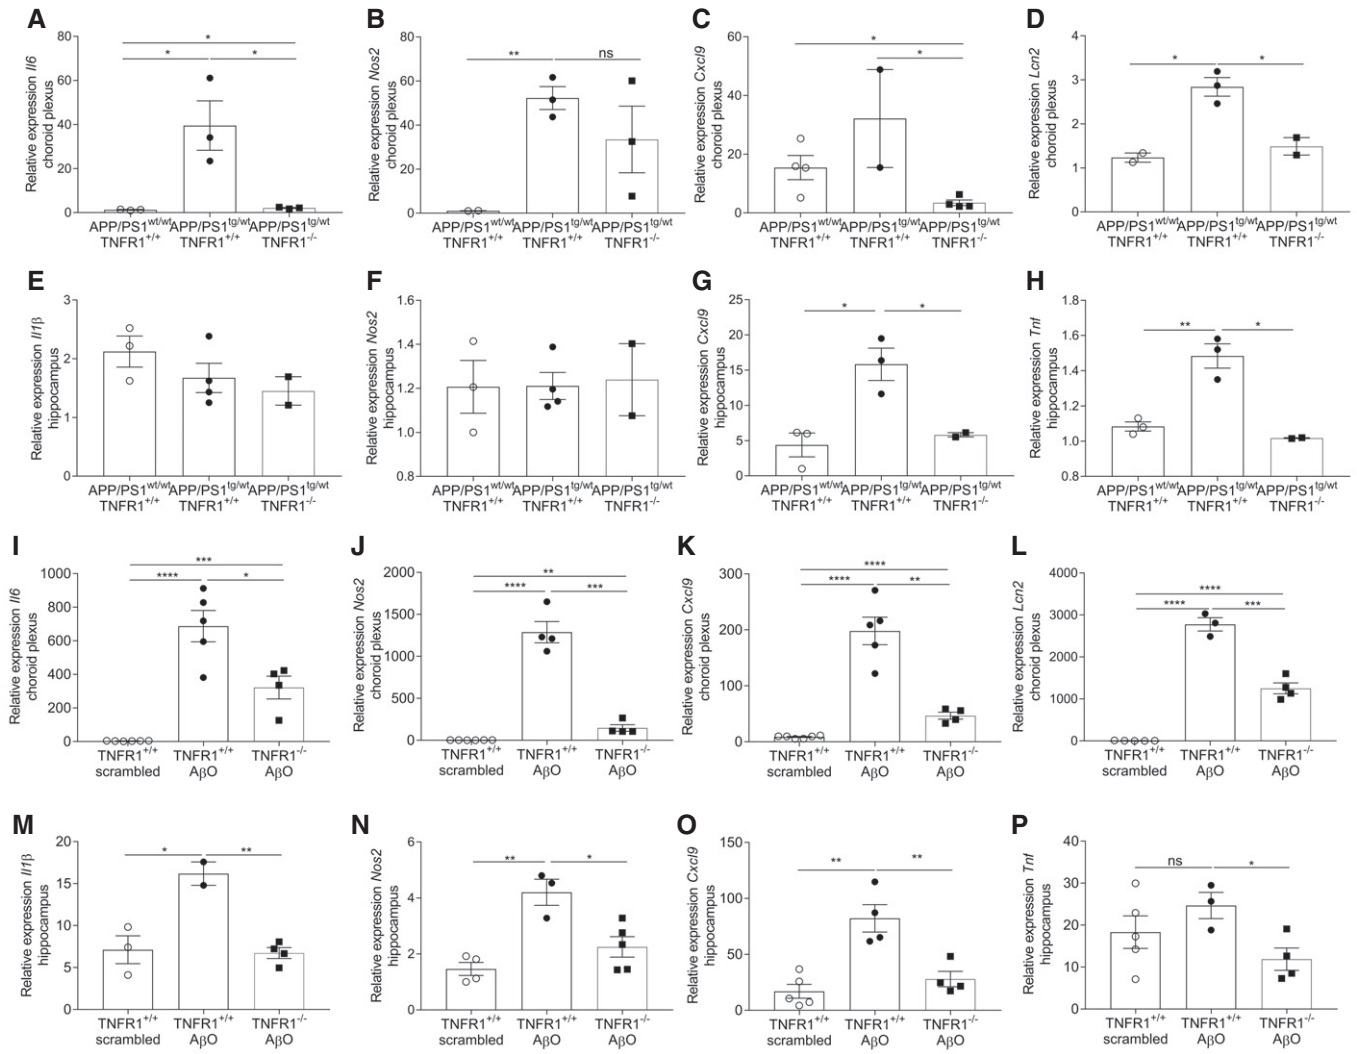 A
Relative expression Il6
choroid plexus
80
60
40
20
0
*
*
*
APP/PS1wt/wt APP/PS1tg/wt APP/PS1tg/wt
TNFR1+/+ TNFR1+/+ TNFR1-/-
B
Relative expression Nos2
choroid plexus
80
60
40
20
0
**
ns
APP/PS1wt/wt APP/PS1tg/wt APP/PS1tg/wt
TNFR1+/+ TNFR1+/+ TNFR1-/-
C
Relative expression Cxcl9
choroid plexus
60
40
20
0
*
*
APP/PS1wt/wt APP/PS1tg/wt APP/PS1tg/wt
TNFR1+/+ TNFR1+/+ TNFR1-/-
D
Relative expression Lcn2
choroid plexus
4
3
2
1
0
*
*
APP/PS1wt/wt APP/PS1tg/wt APP/PS1tg/wt
TNFR1+/+ TNFR1+/+ TNFR1-/-
E
Relative expression Il1β
hippocampus
3
2
1
0
APP/PS1wt/wt APP/PS1tg/wt APP/PS1tg/wt
TNFR1+/+ TNFR1+/+ TNFR1-/-
F
Relative expression Nos2
hippocampus
1.6
1.4
1.2
1.0
0.8
APP/PS1wt/wt APP/PS1tg/wt APP/PS1tg/wt
TNFR1+/+ TNFR1+/+ TNFR1-/-
G
Relative expression Cxcl9
hippocampus
25
20
15
10
5
0
*
*
APP/PS1wt/wt APP/PS1tg/wt APP/PS1tg/wt
TNFR1+/+ TNFR1+/+ TNFR1-/-
H
Relative expression Tnf
hippocampus
1.8
1.6
1.4
1.2
1.0
0.8
**
*
APP/PS1wt/wt APP/PS1tg/wt APP/PS1tg/wt
TNFR1+/+ TNFR1+/+ TNFR1-/-
I
Relative expression Il6
choroid plexus
1000
800
600
400
200
0
***
****
*
TNFR1+/+ TNFR1+/+ TNFR1-/-
scrambled AβO AβO
J
Relative expression Nos2
choroid plexus
2000
1500
1000
500
0
**
****
***
TNFR1+/+ TNFR1+/+ TNFR1-/-
scrambled AβO AβO
K
Relative expression Cxcl9
choroid plexus
300
200
100
0
****
****
**
TNFR1+/+ TNFR1+/+ TNFR1-/-
scrambled AβO AβO
L
Relative expression Lcn2
choroid plexus
4000
3000
2000
1000
0
****
****
***
TNFR1+/+ TNFR1+/+ TNFR1-/-
scrambled AβO AβO
M
Relative expression Il1β
hippocampus
20
15
10
5
0
*
**
TNFR1+/+ TNFR1+/+ TNFR1-/-
scrambled AβO AβO
N
Relative expression Nos2
hippocampus
6
4
2
0
**
*
TNFR1+/+ TNFR1+/+ TNFR1-/-
scrambled AβO AβO
O
Relative expression Cxcl9
hippocampus
150
100
50
0
**
**
TNFR1+/+ TNFR1+/+ TNFR1-/-
scrambled AβO AβO
P
Relative expression Tnf
hippocampus
40
30
20
10
0
ns
*
TNFR1+/+ TNFR1+/+ TNFR1-/-
scrambled AβO AβO